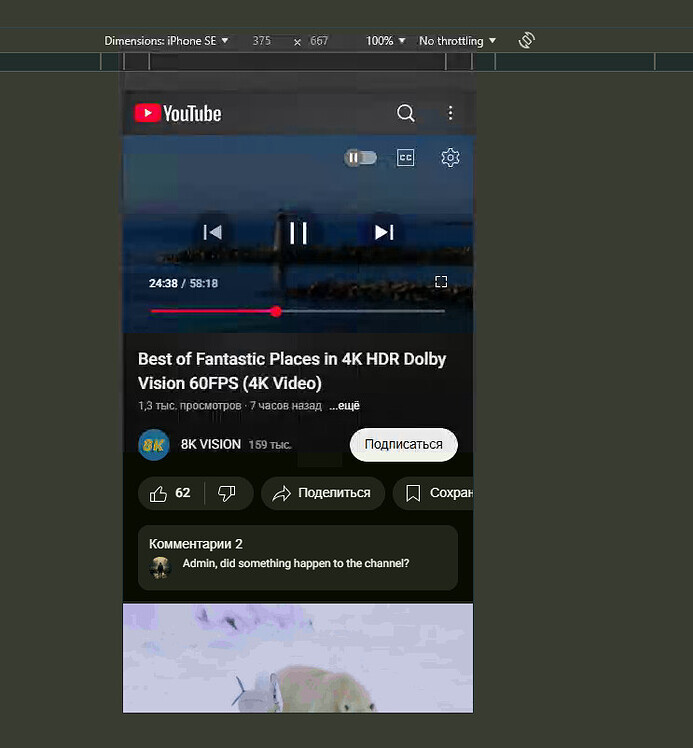 Dimensions: iPhone SE 375 x 667 100% No throttling
YouTube
CC
24:38 / 58:18
Best of Fantastic Places in 4K HDR Dolby
Vision 60FPS (4K Video)
1,3 тыс. просмотров · 7 часов назад ...ещё
8K 8K VISION 159 тыс. Подписаться
62 Поделиться Сохран
Комментарии 2
Admin, did something happen to the channel?